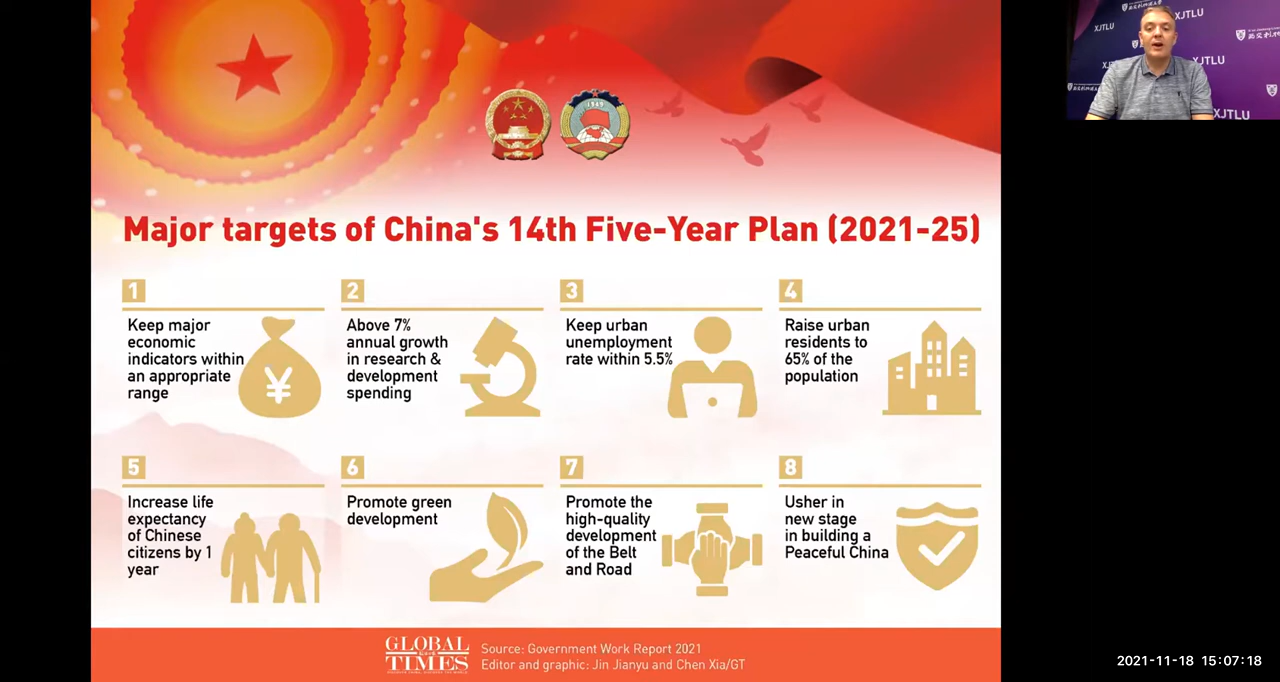 Major targets of China's 14th Five-Year Plan (2021-25)
1
Keep major
economic
indicators within
an appropriate
range
2
Above 7%
annual growth
in research &
development
spending
3
Keep urban
unemployment
rate within 5.5%
4
Raise urban
residents to
65% of the
population
5
Increase life
expectancy
of Chinese
citizens by 1
year
6
Promote green
development
7
Promote the
high-quality
development
of the Belt
and Road
8
Usher in
new stage
in building a
Peaceful China
GLOBAL
TIMES
Source: Government Work Report 2021
Editor and graphic: Jin Jianyu and Chen Xia/GT
1949
¥
XJTLU
XJTLU
XJTLU
XJTLU
2021-11-18 15:07:18